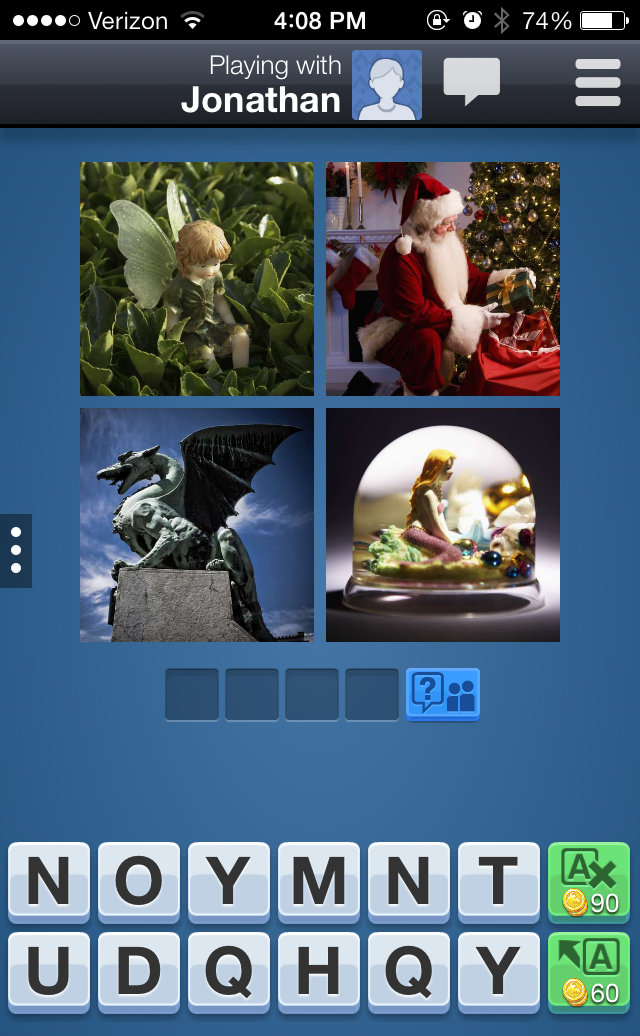 Verizon 4:08 PM 74%
Playing with
Jonathan
?
N O Y M N T A 90
U D Q H Q Y A 60